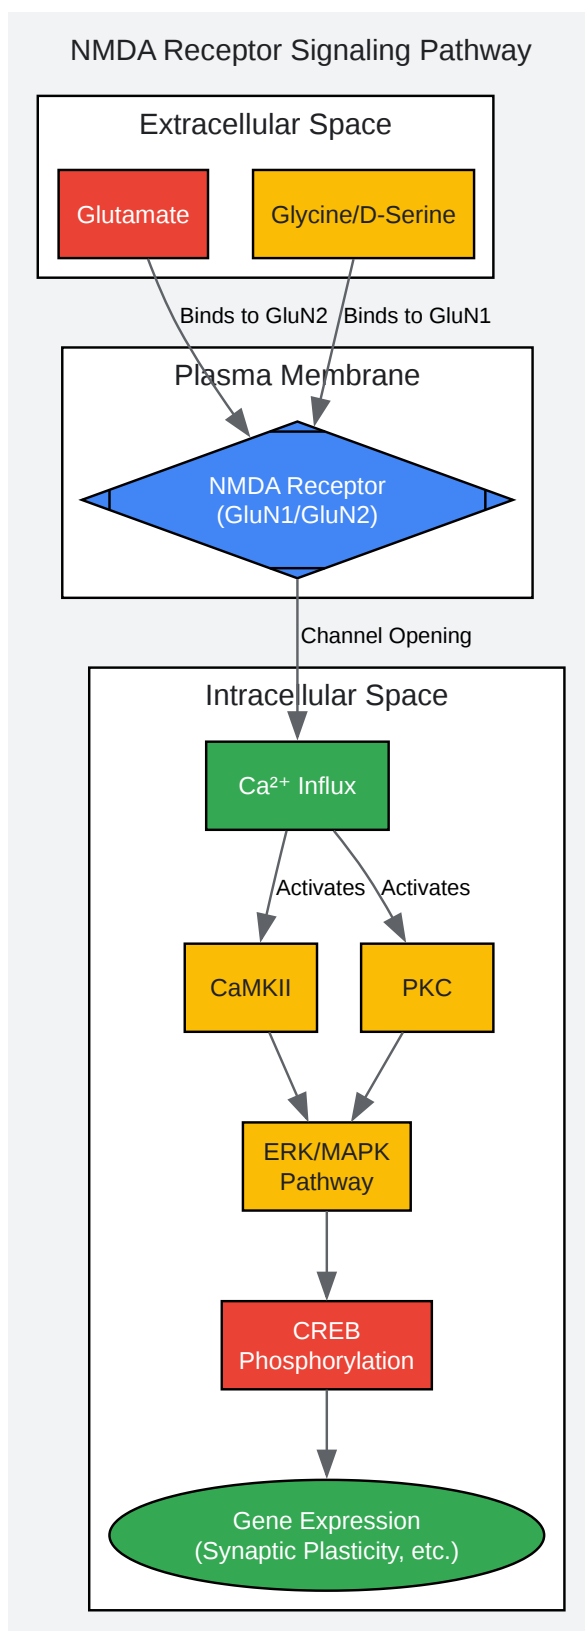 NMDA Receptor Signaling Pathway
Extracellular Space
Glutamate
Glycine/D-Serine
Binds to GluN2
Binds to GluN1
Plasma Membrane
NMDA Receptor
(GluN1/GluN2)
Channel Opening
Intracellular Space
Ca²⁺ Influx
Activates
Activates
CaMKII
PKC
ERK/MAPK
Pathway
CREB
Phosphorylation
Gene Expression
(Synaptic Plasticity, etc.)